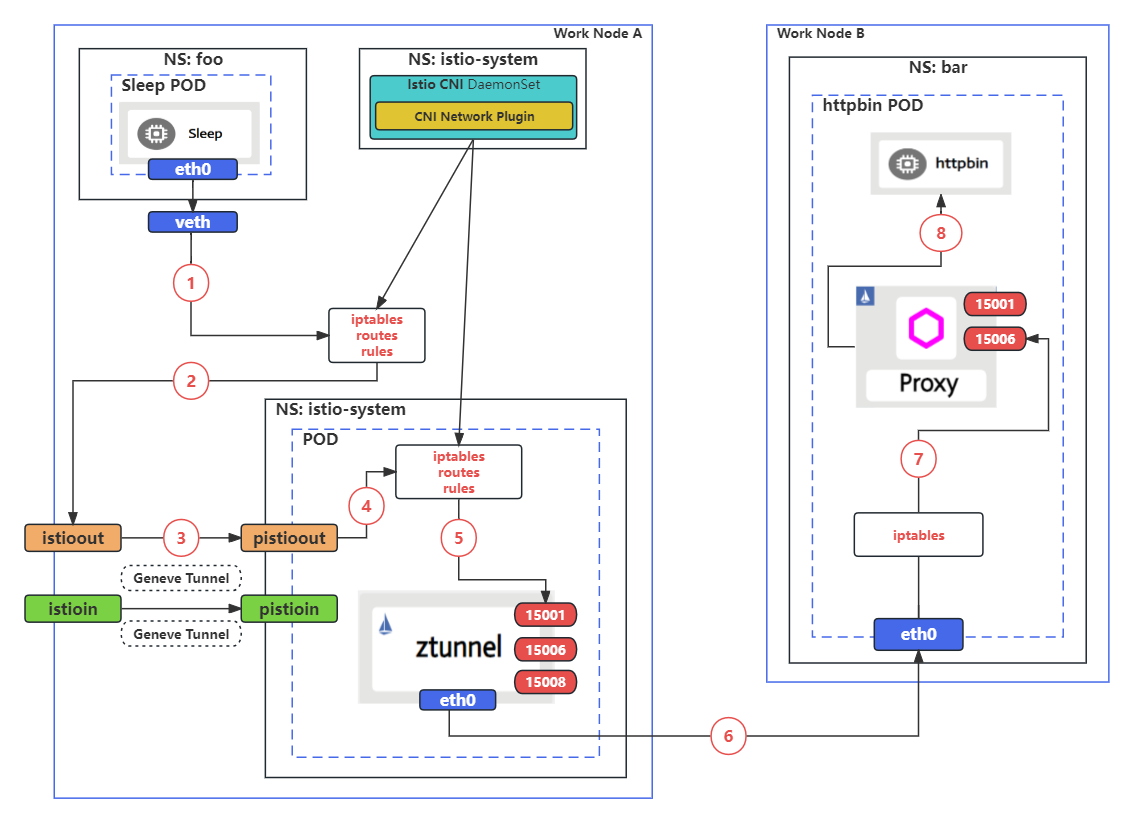 Work Node A
NS: foo
Sleep POD
Sleep
eth0
veth
NS: istio-system
Istio CNI DaemonSet
CNI Network Plugin
1
iptables
routes
rules
2
NS: istio-system
POD
iptables
routes
rules
4
5
istioout
3
pistioout
Geneve Tunnel
istioin
pistioin
Geneve Tunnel
ztunnel
15001
15006
15008
eth0
6
Work Node B
NS: bar
httpbin POD
httpbin
8
15001
15006
Proxy
7
iptables
eth0